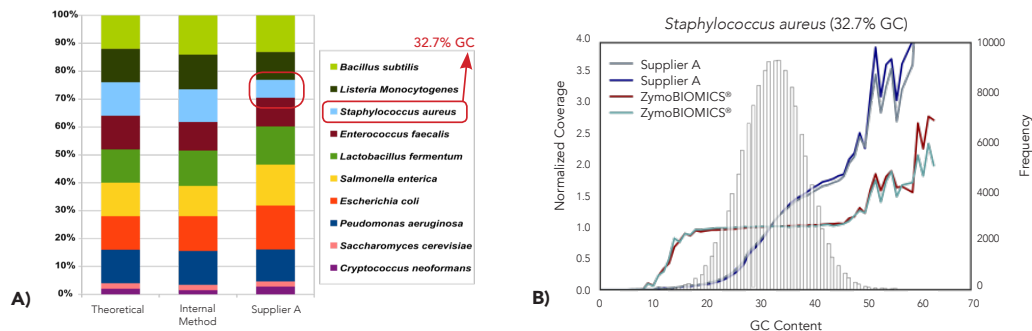 100%
90%
80%
70%
60%
50%
40%
30%
20%
10%
0%
Theoretical
Internal
Method
Supplier A
32.7% GC
Bacillus subtilis
Listeria Monocytogenes
Staphylococcus aureus
Enterococcus faecalis
Lactobacillus fermentum
Salmonella enterica
Escherichia coli
Peudomonas aeruginosa
Saccharomyces cerevisiae
Cryptococcus neoformans
A)
Staphylococcus aureus (32.7% GC)
Normalized Coverage
4.0
3.5
3.0
2.5
2.0
1.5
1.0
0.5
0.0
Supplier A
Supplier A
ZymoBIOMICS®
ZymoBIOMICS®
10000
8000
6000
4000
2000
0
Frequency
0 10 20 30 40 50 60 70
GC Content
B)